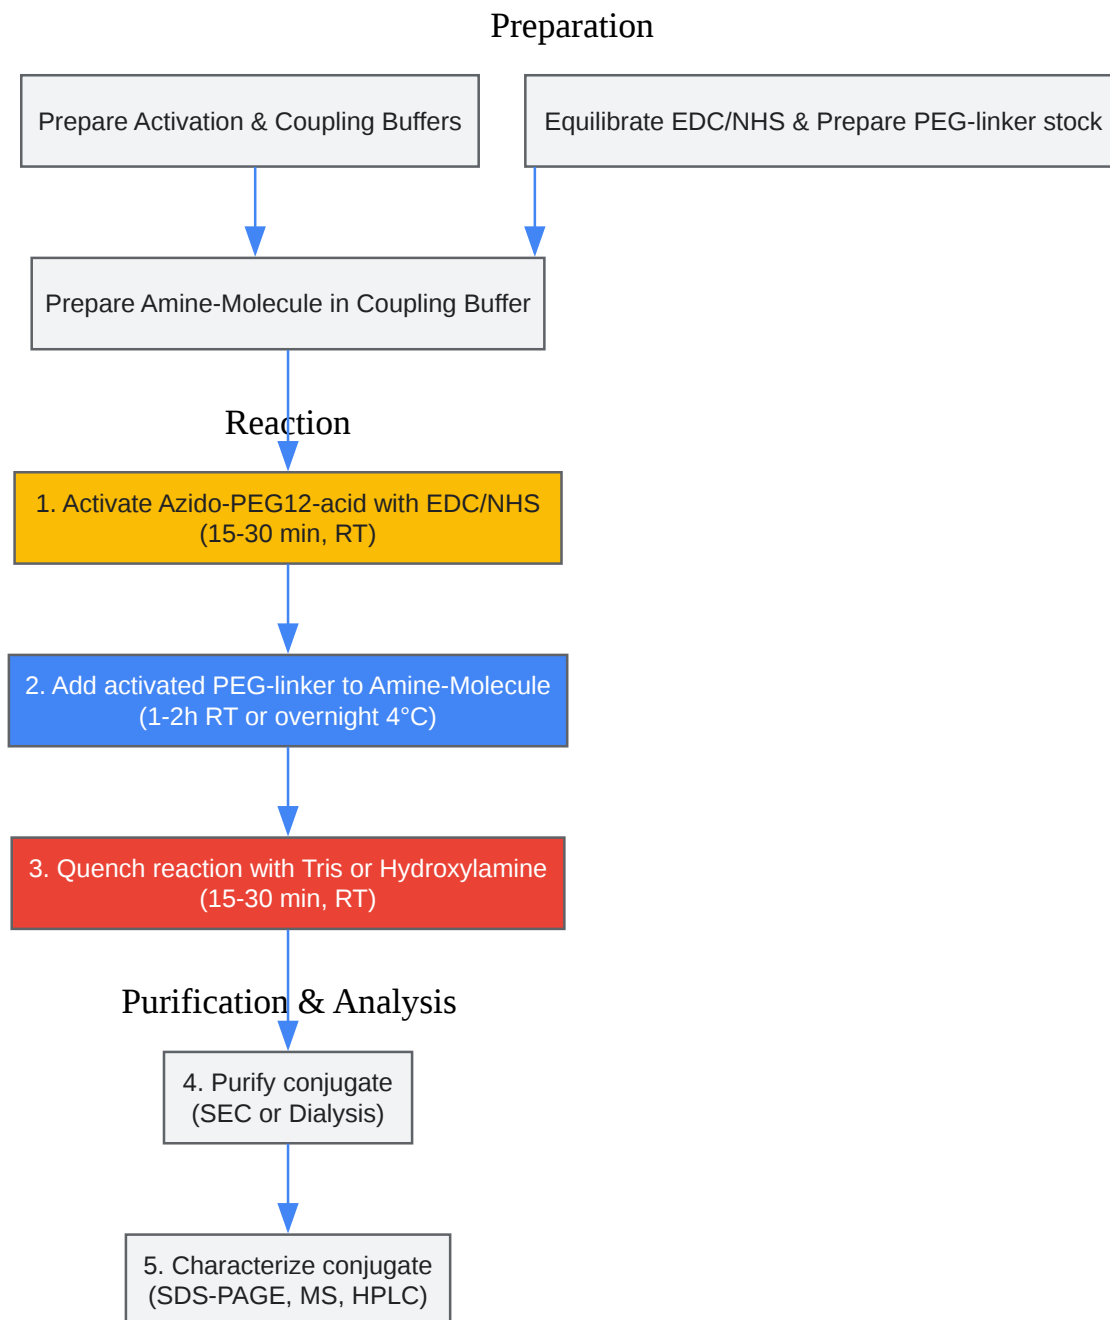 Preparation
Prepare Activation & Coupling Buffers
Equilibrate EDC/NHS & Prepare PEG-linker stock
Prepare Amine-Molecule in Coupling Buffer
Reaction
1. Activate Azido-PEG12-acid with EDC/NHS
(15-30 min, RT)
2. Add activated PEG-linker to Amine-Molecule
(1-2h RT or overnight 4°C)
3. Quench reaction with Tris or Hydroxylamine
(15-30 min, RT)
Purification & Analysis
4. Purify conjugate
(SEC or Dialysis)
5. Characterize conjugate
(SDS-PAGE, MS, HPLC)